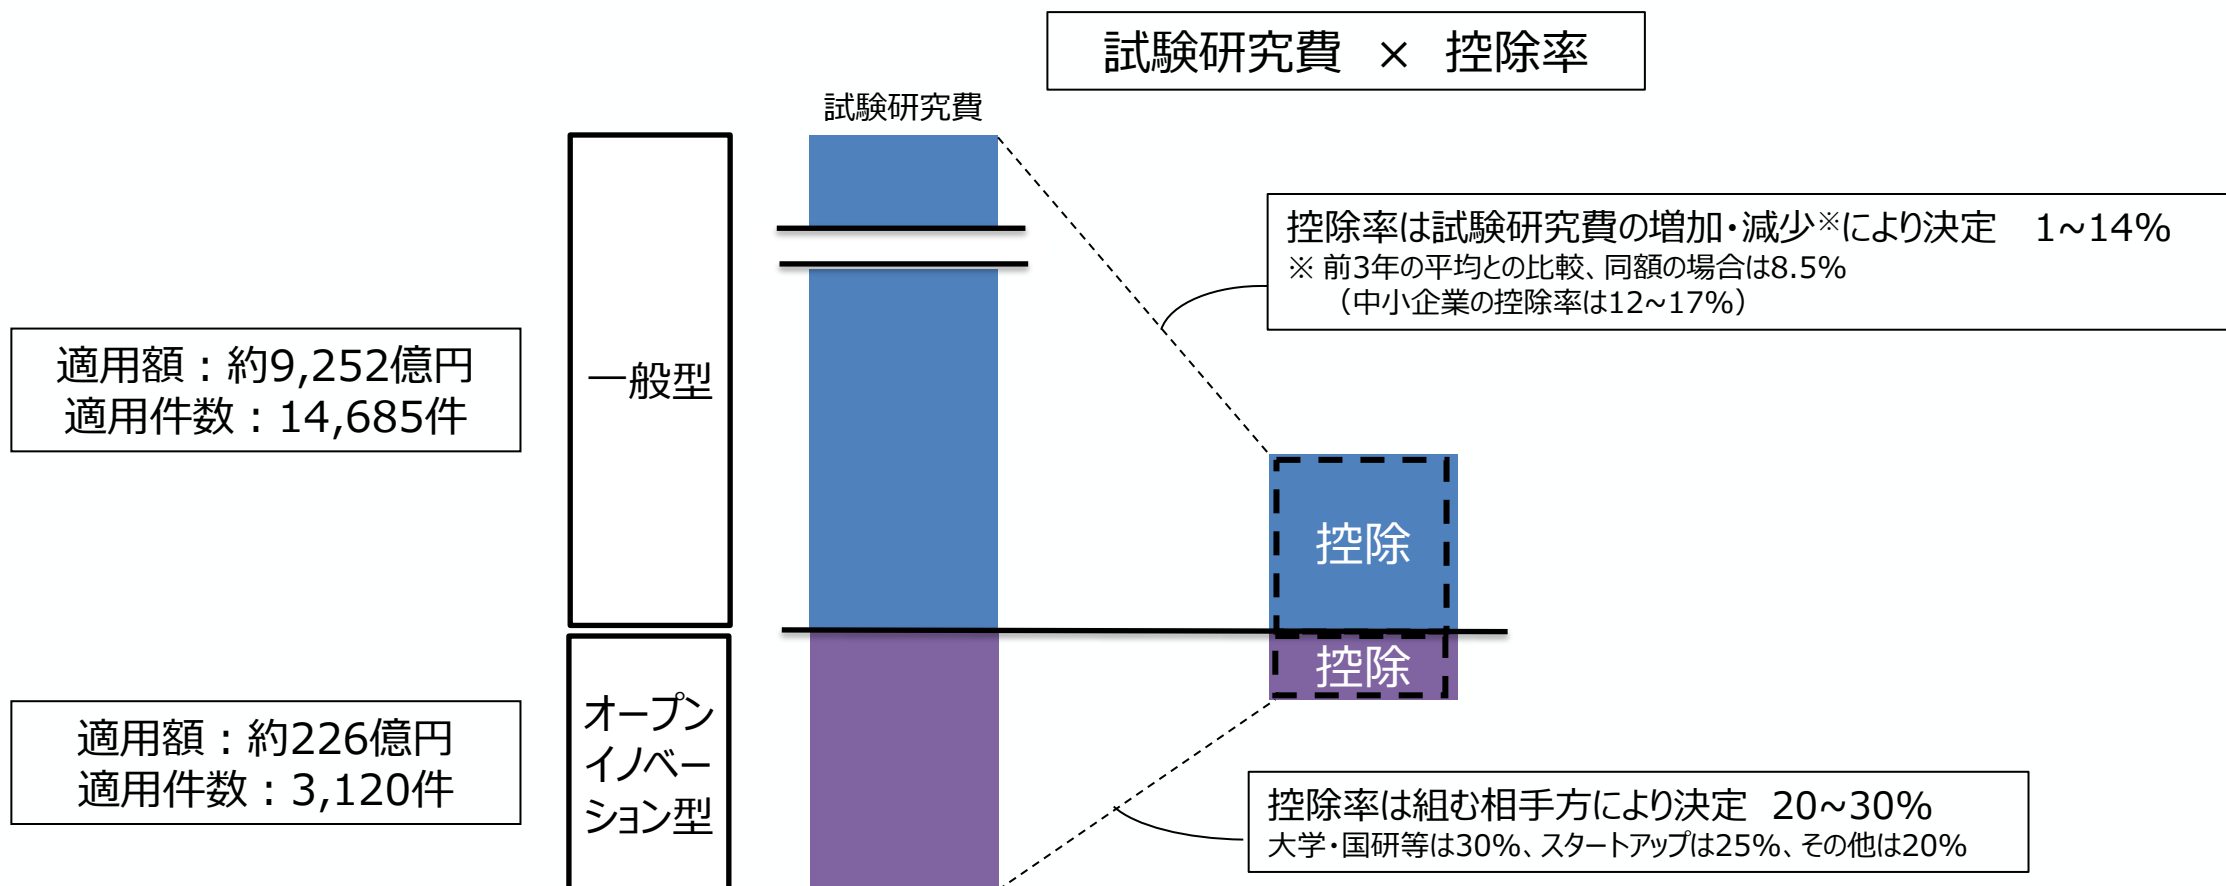 試験研究費 × 控除率
試験研究費
控除率は試験研究費の増加・減少※により決定 1~14%
※ 前3年の平均との比較、同額の場合は8.5%
（中小企業の控除率は12~17%）
適用額：約9,252億円
適用件数：14,685件
一般型
控除
控除
適用額：約226億円
適用件数：3,120件
オープン
イノベー
ション型
控除率は組む相手方により決定 20~30%
大学・国研等は30%、スタートアップは25%、その他は20%